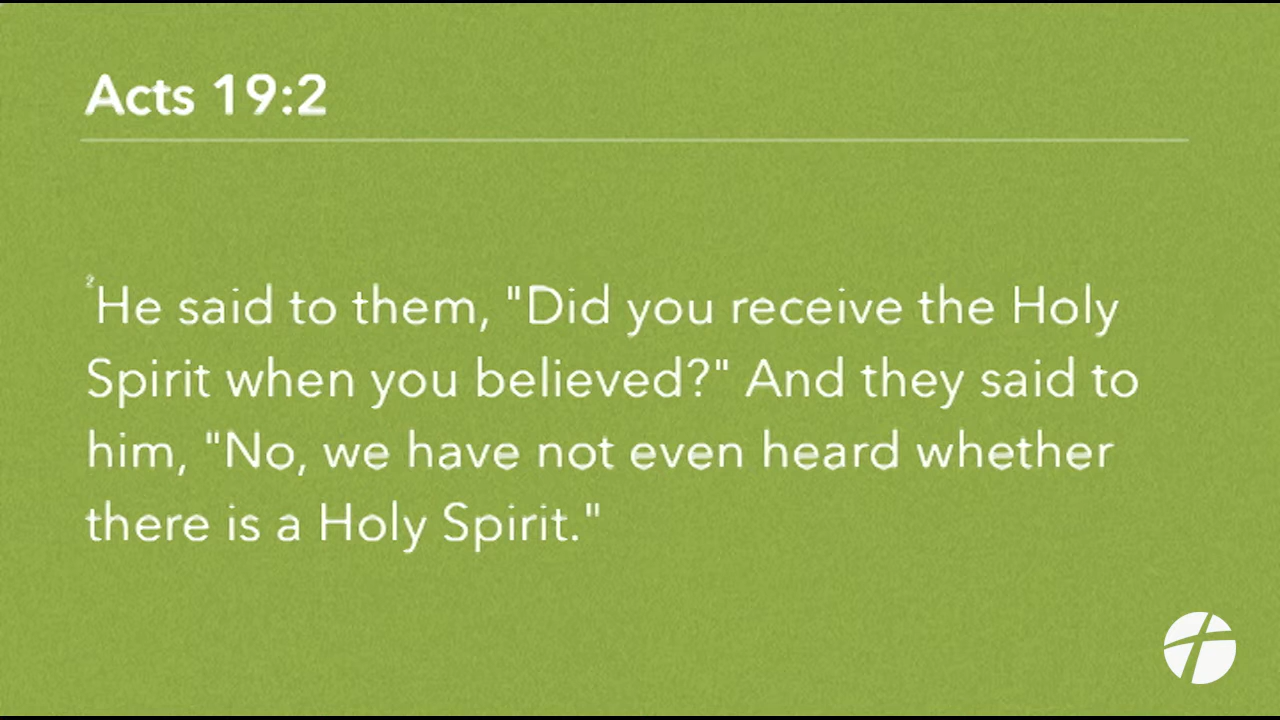 Acts 19:2
²He said to them, "Did you receive the Holy
Spirit when you believed?" And they said to
him, "No, we have not even heard whether
there is a Holy Spirit."